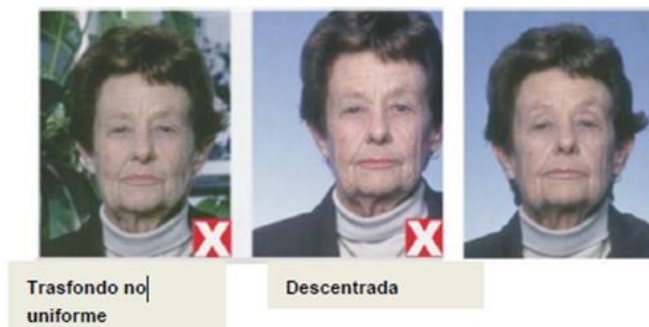 X
X
Trasfondo no
uniforme
Descentrada